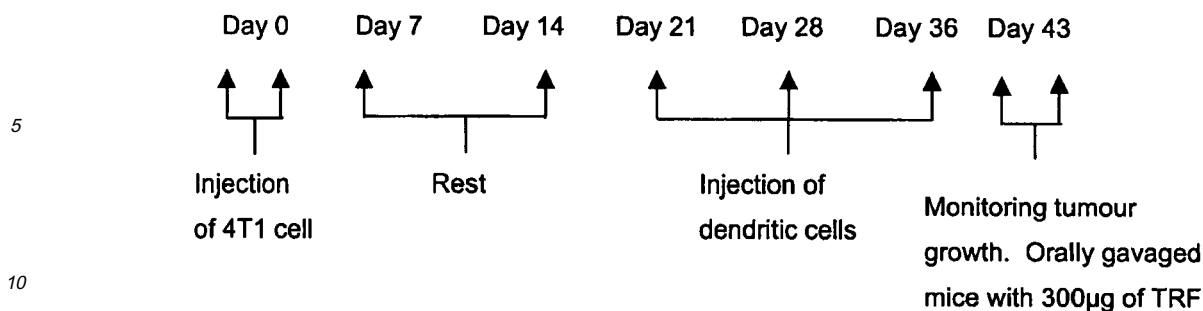 Day 0 Day 7 Day 14 Day 21 Day 28 Day 36 Day 43
5
Injection
of 4T1 cell
Rest
Injection of
dendritic cells
Monitoring tumour
growth. Orally gavaged
mice with 300µg of TRF
10